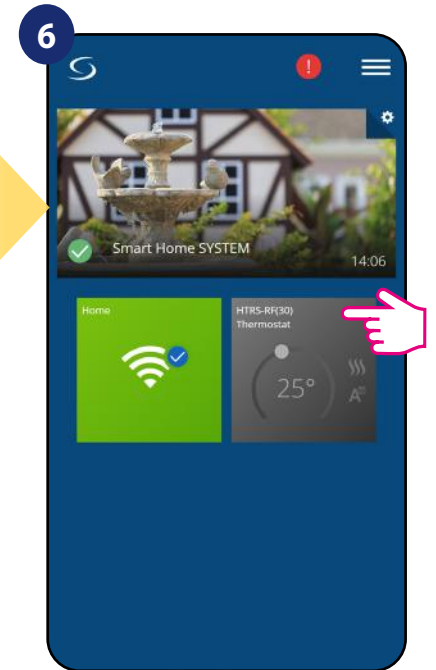 6
!
Smart Home SYSTEM
14:06
Home
HTRS-RF(30)
Thermostat
25°
A